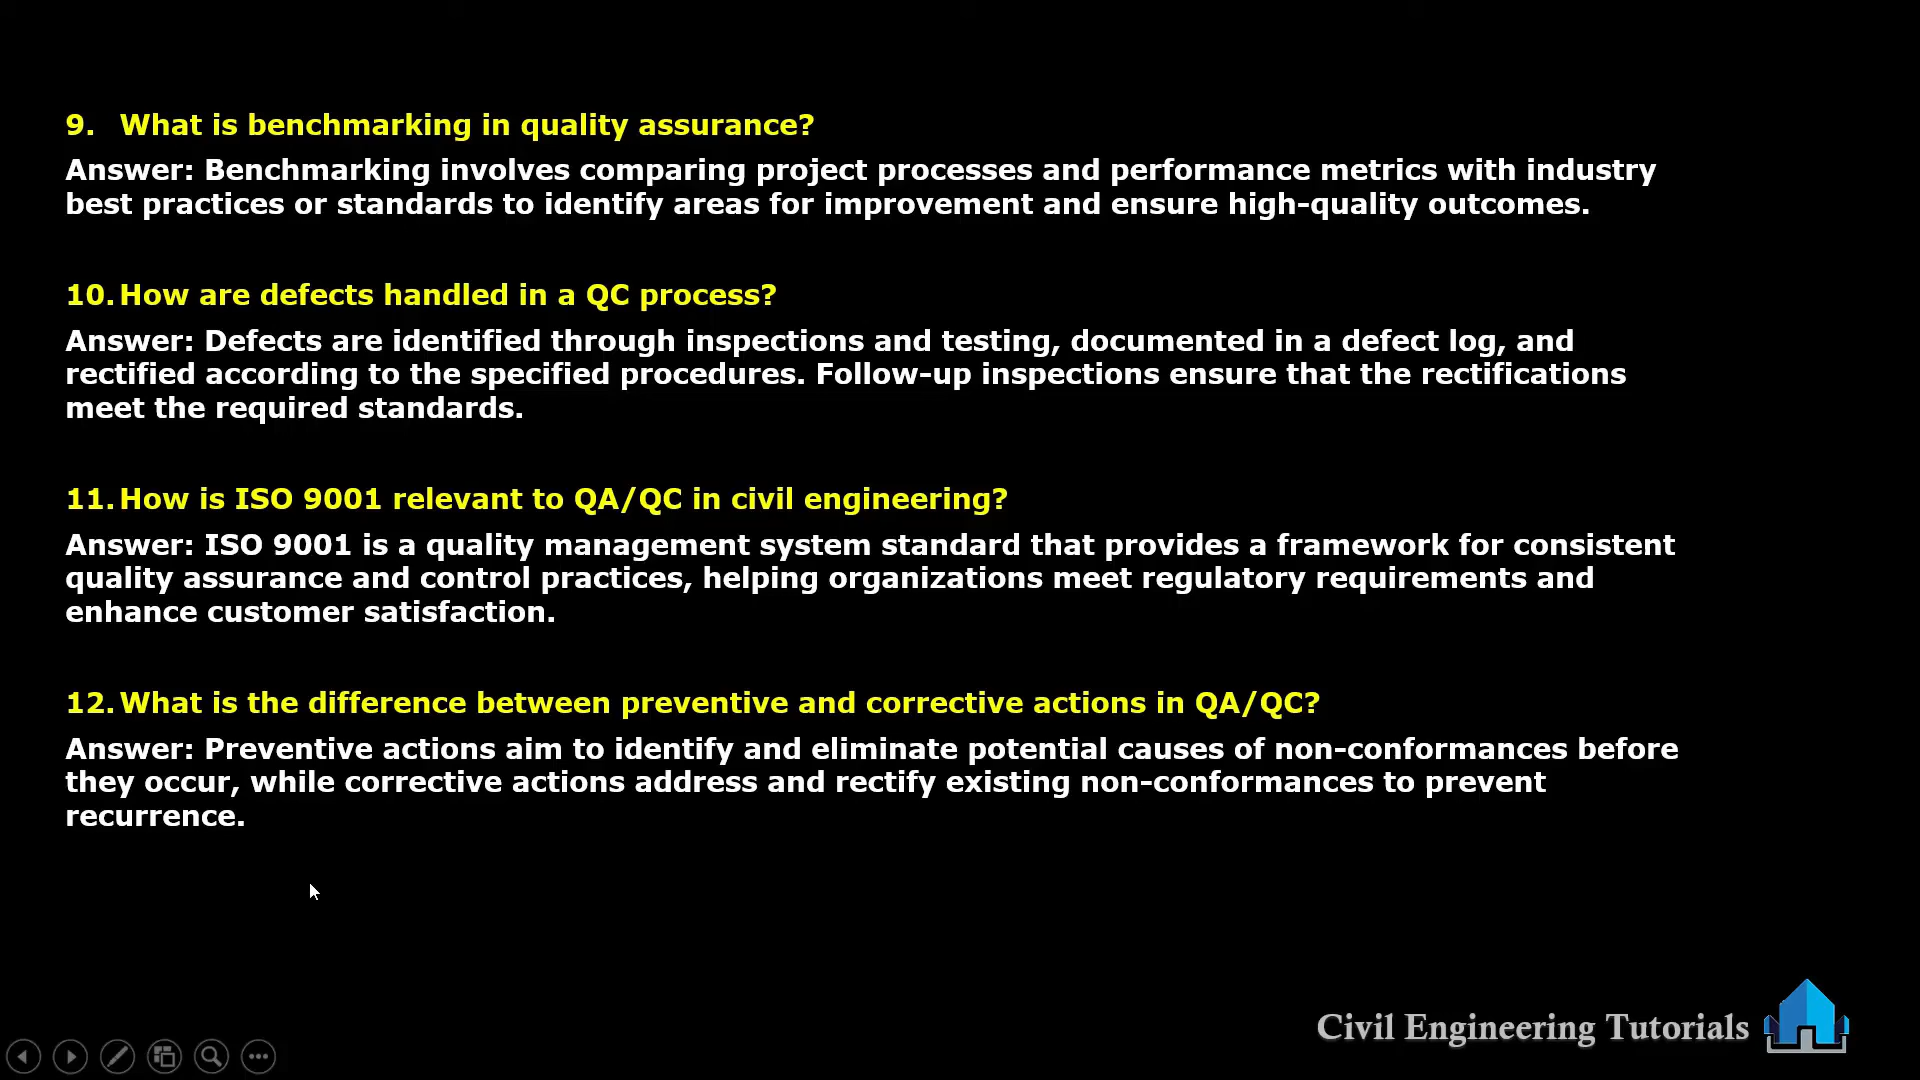 9. What is benchmarking in quality assurance?
Answer: Benchmarking involves comparing project processes and performance metrics with industry
best practices or standards to identify areas for improvement and ensure high-quality outcomes.
10. How are defects handled in a QC process?
Answer: Defects are identified through inspections and testing, documented in a defect log, and
rectified according to the specified procedures. Follow-up inspections ensure that the rectifications
meet the required standards.
11. How is ISO 9001 relevant to QA/QC in civil engineering?
Answer: ISO 9001 is a quality management system standard that provides a framework for consistent
quality assurance and control practices, helping organizations meet regulatory requirements and
enhance customer satisfaction.
12. What is the difference between preventive and corrective actions in QA/QC?
Answer: Preventive actions aim to identify and eliminate potential causes of non-conformances before
they occur, while corrective actions address and rectify existing non-conformances to prevent
recurrence.
Civil Engineering Tutorials